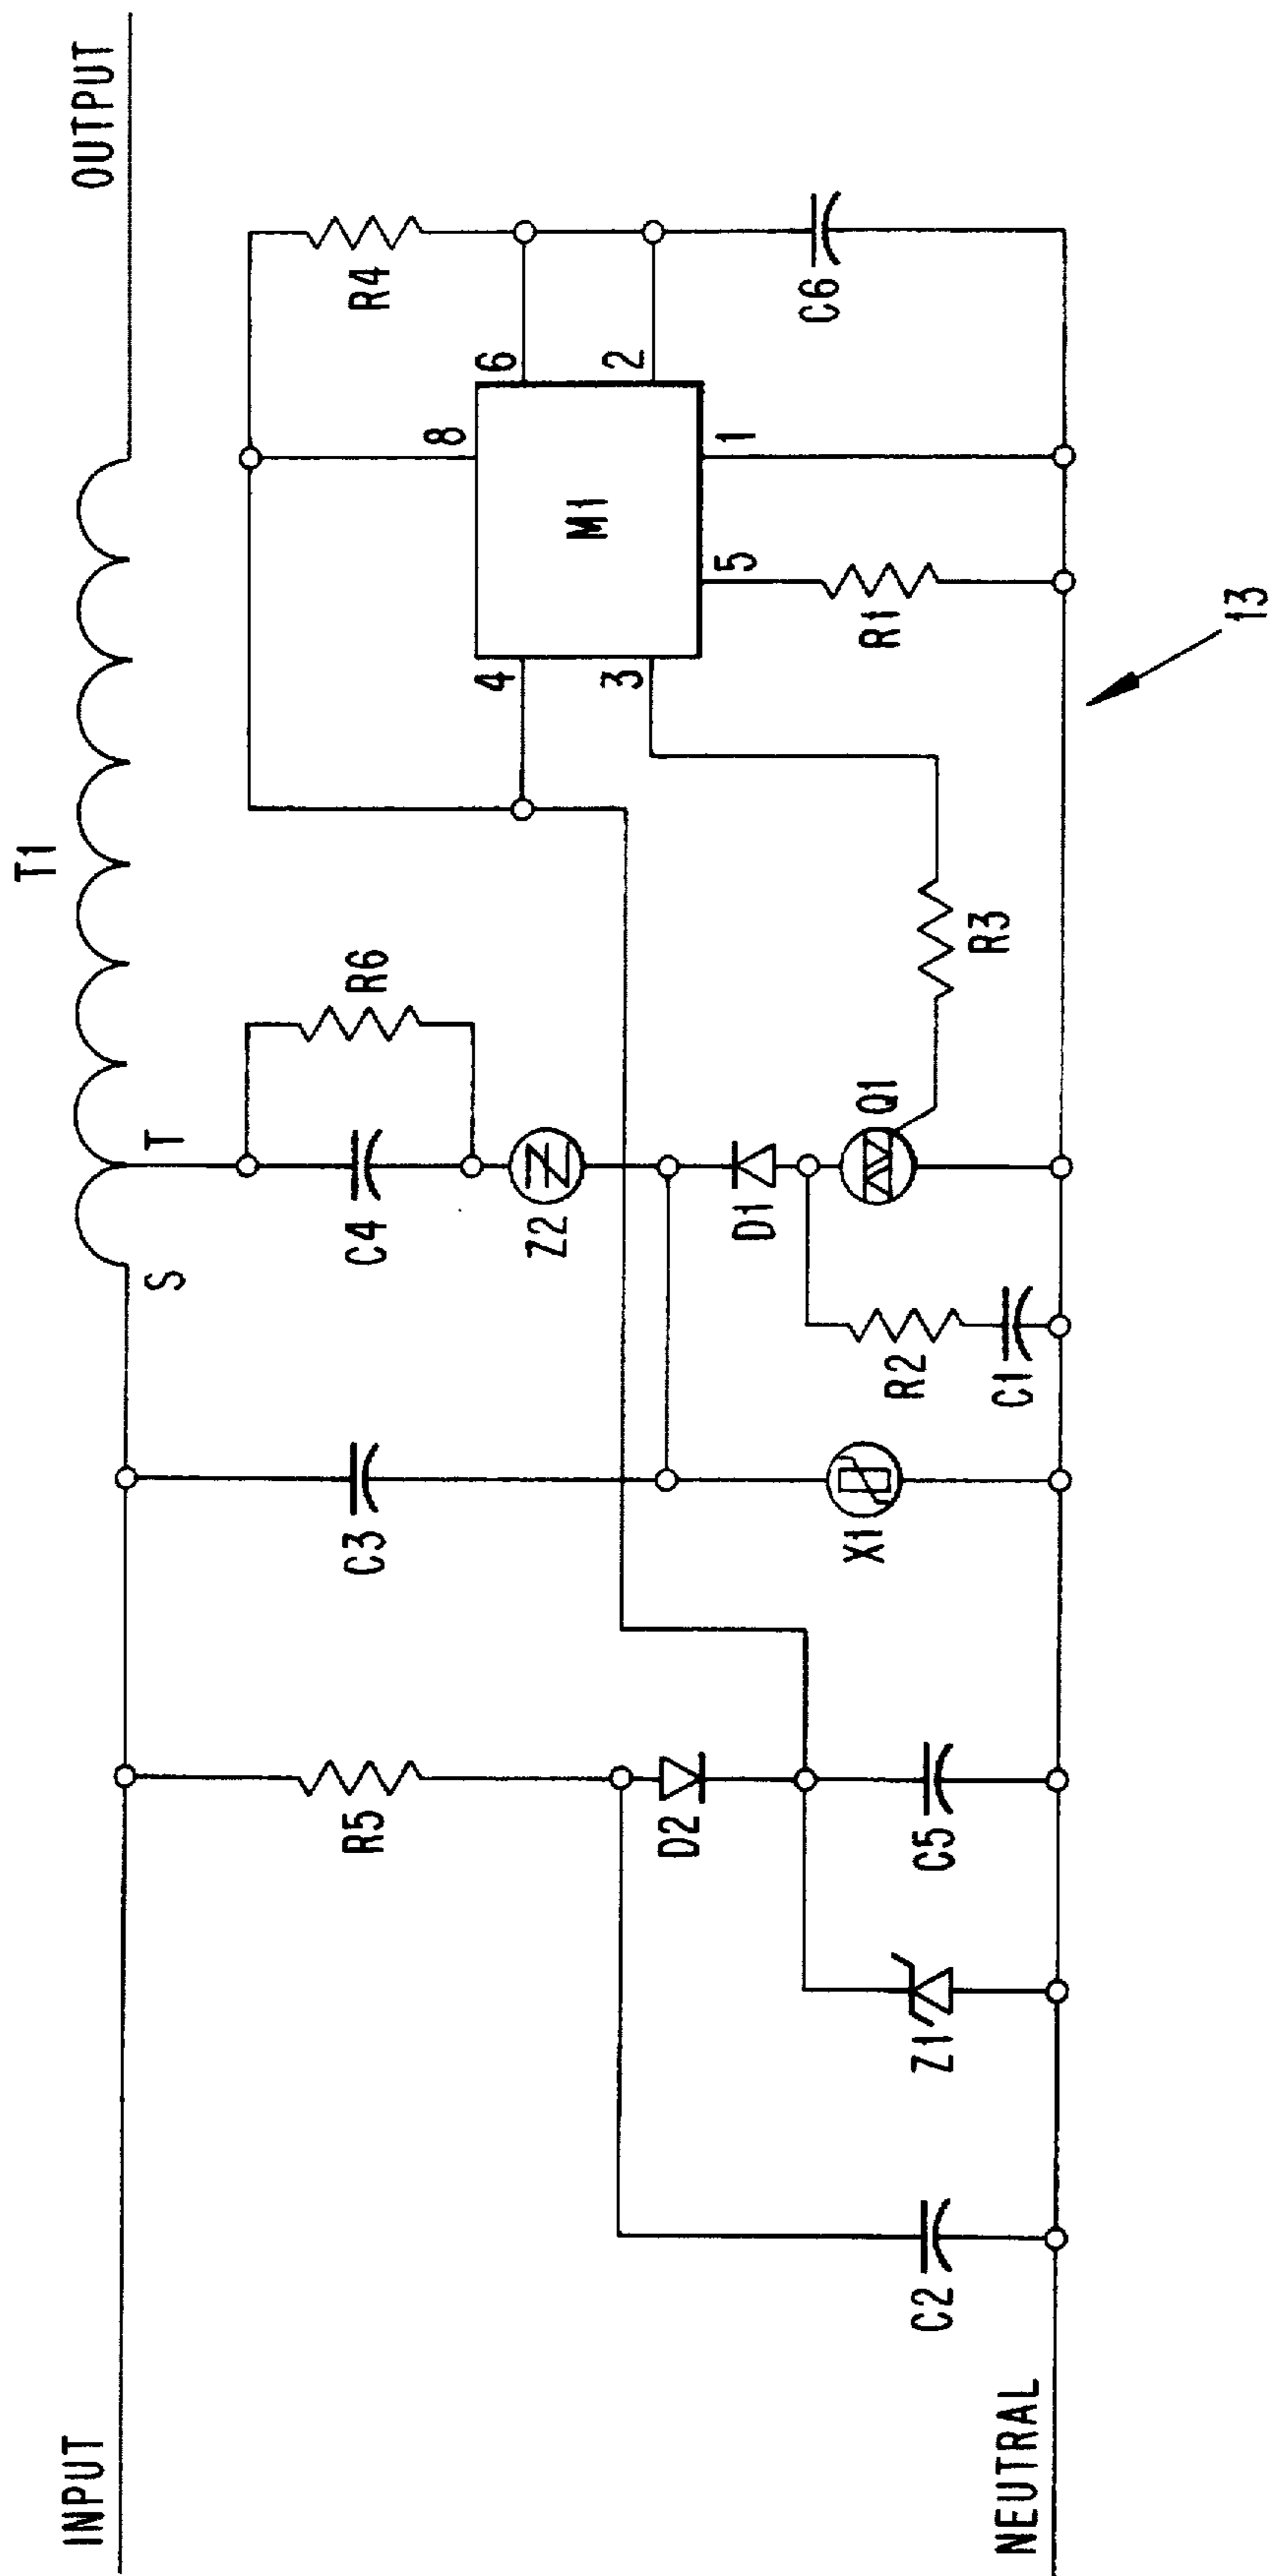 T1
INPUT
OUTPUT
S
T
R5
C3
C4
R6
R4
8
4
6
M1
3
2
5
1
D2
Z2
D1
Q1
R3
R1
C6
X1
R2
C1
C2
Z1
C5
NEUTRAL
13